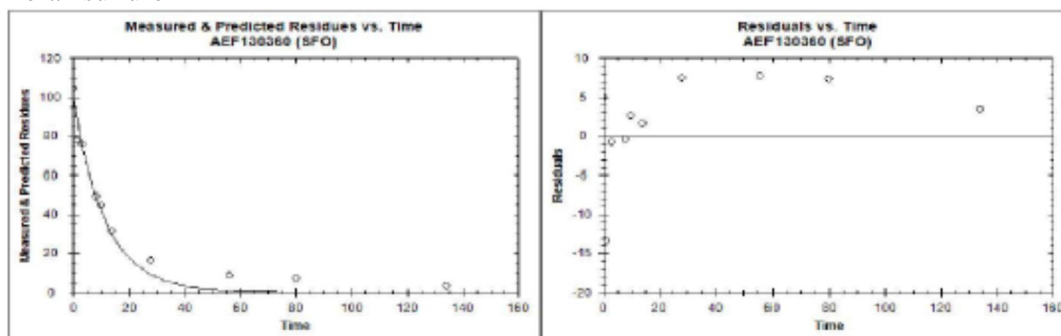 Measured & Predicted Residues vs. Time
AEF130360 (SFO)
Measured & Predicted Residues
120
100
80
60
40
20
0
0 20 40 60 80 100 120 140 160
Time
Residuals vs. Time
AEF130360 (SFO)
Residuals
10
5
0
-5
-10
-15
-20
0 20 40 60 80 100 120 140 160
Time